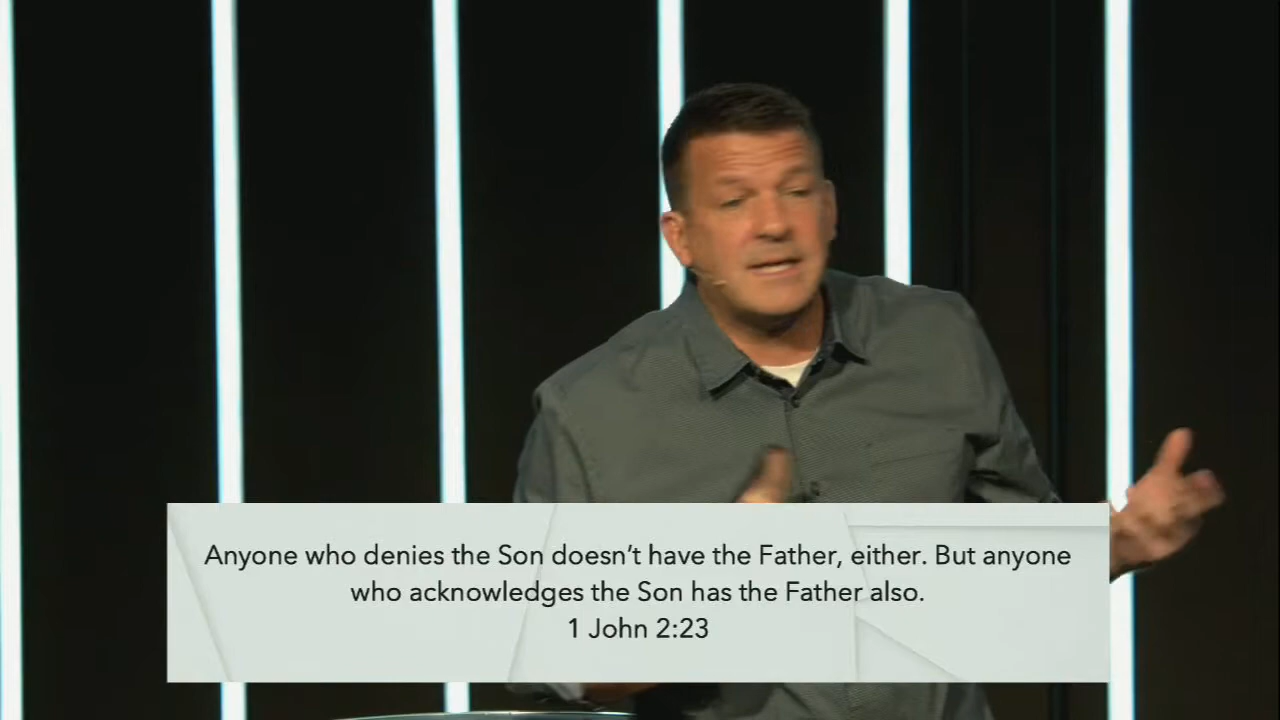 Anyone who denies the Son doesn't have the Father, either. But anyone
who acknowledges the Son has the Father also.
1 John 2:23